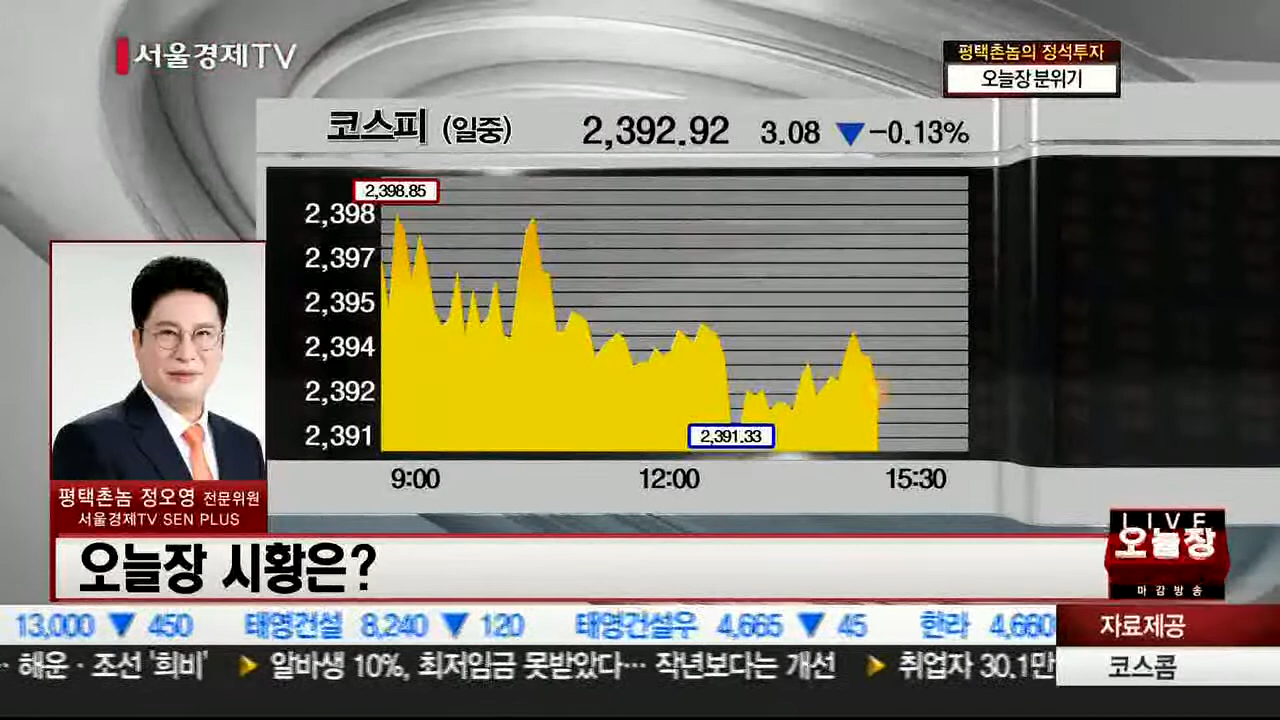 서울경제TV
평택촌놈의 정석투자
오늘장 분위기
코스피 (일중) 2,392.92 3.08 ▼-0.13%
2,398.85
2,398
2,397
2,395
2,394
2,392
2,391
2,391.33
9:00 12:00 15:30
평택촌놈 정오영 전문위원
서울경제TV SEN PLUS
오늘장 시황은?
LIVE
오늘장
마감방송
13,000 ▼ 450 태영건설 8,240 ▼ 120 태영건설우 4,665 ▼ 45 한라 4,660
자료제공
… 해운·조선 '희비' ▶ 알바생 10%, 최저임금 못받았다… 작년보다는 개선 ▶ 취업자 30.1만
코스콤